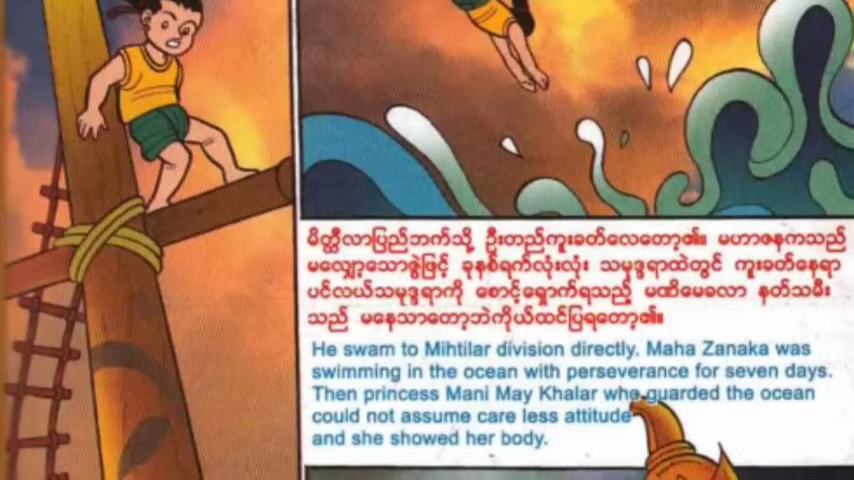 မိတ္ထီလာပြည်ဘက်သို့ ဦးတည်ကူးခတ်လေတော့၏။ မဟာဇနကသည်
မလျှော့သောဇွဲဖြင့် ခုနစ်ရက်လုံးလုံး သမုဒ္ဒရာထဲတွင် ကူးခတ်နေရာ
ပင်လယ်သမုဒ္ဒရာကို စောင့်ရှောက်ရသည့် မဏိမေခလာ နတ်သမီး
သည် မနေသာတော့ဘဲကိုယ်ထင်ပြရတော့၏။
He swam to Mihtilar division directly. Maha Zanaka was
swimming in the ocean with perseverance for seven days.
Then princess Mani May Khalar who guarded the ocean
could not assume care less attitude
and she showed her body.